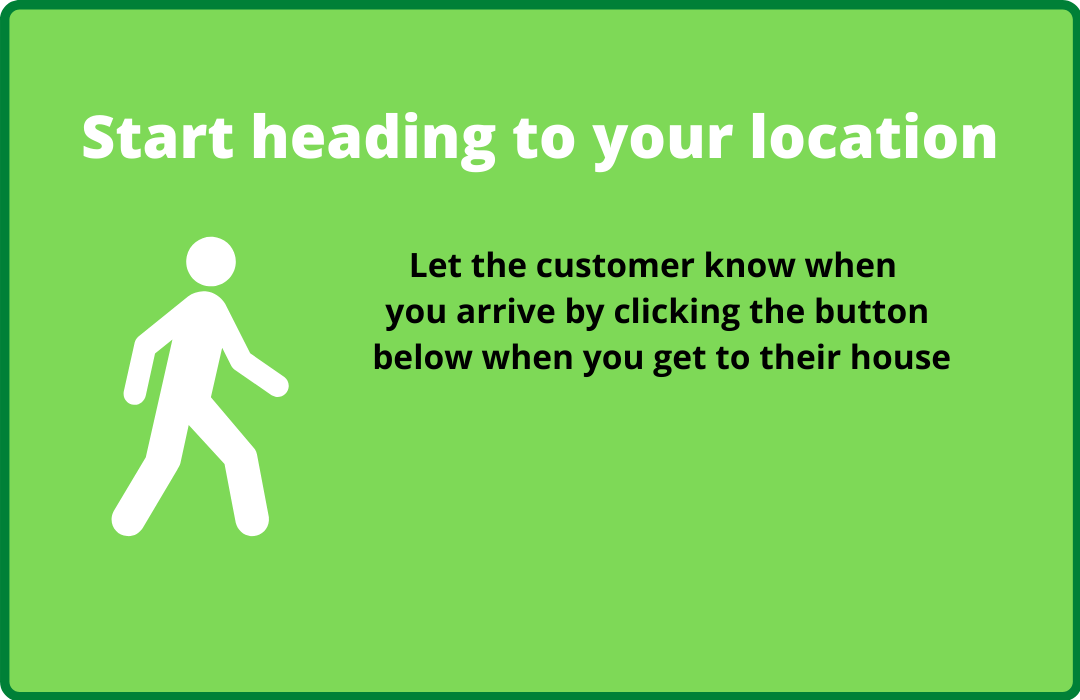 Start heading to your location
Let the customer know when
you arrive by clicking the button
below when you get to their house